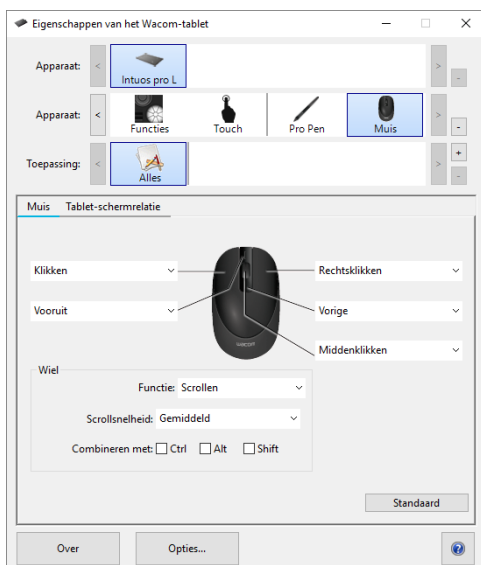 Eigenschappen van het Wacom-tablet
Apparaat: < Intuos pro L > -
Apparaat: < Functies Touch Pro Pen Muis > -
Toepassing: < Alles > + -
Muis Tablet-schermrelatie
Klikken Rechtsklikken
Vooruit Vorige
wacom
Middenklikken
Wiel
Functie: Scrollen
Scrollsnelheid: Gemiddeld
Combineren met: Ctrl Alt Shift
Standaard
Over Opties... ?